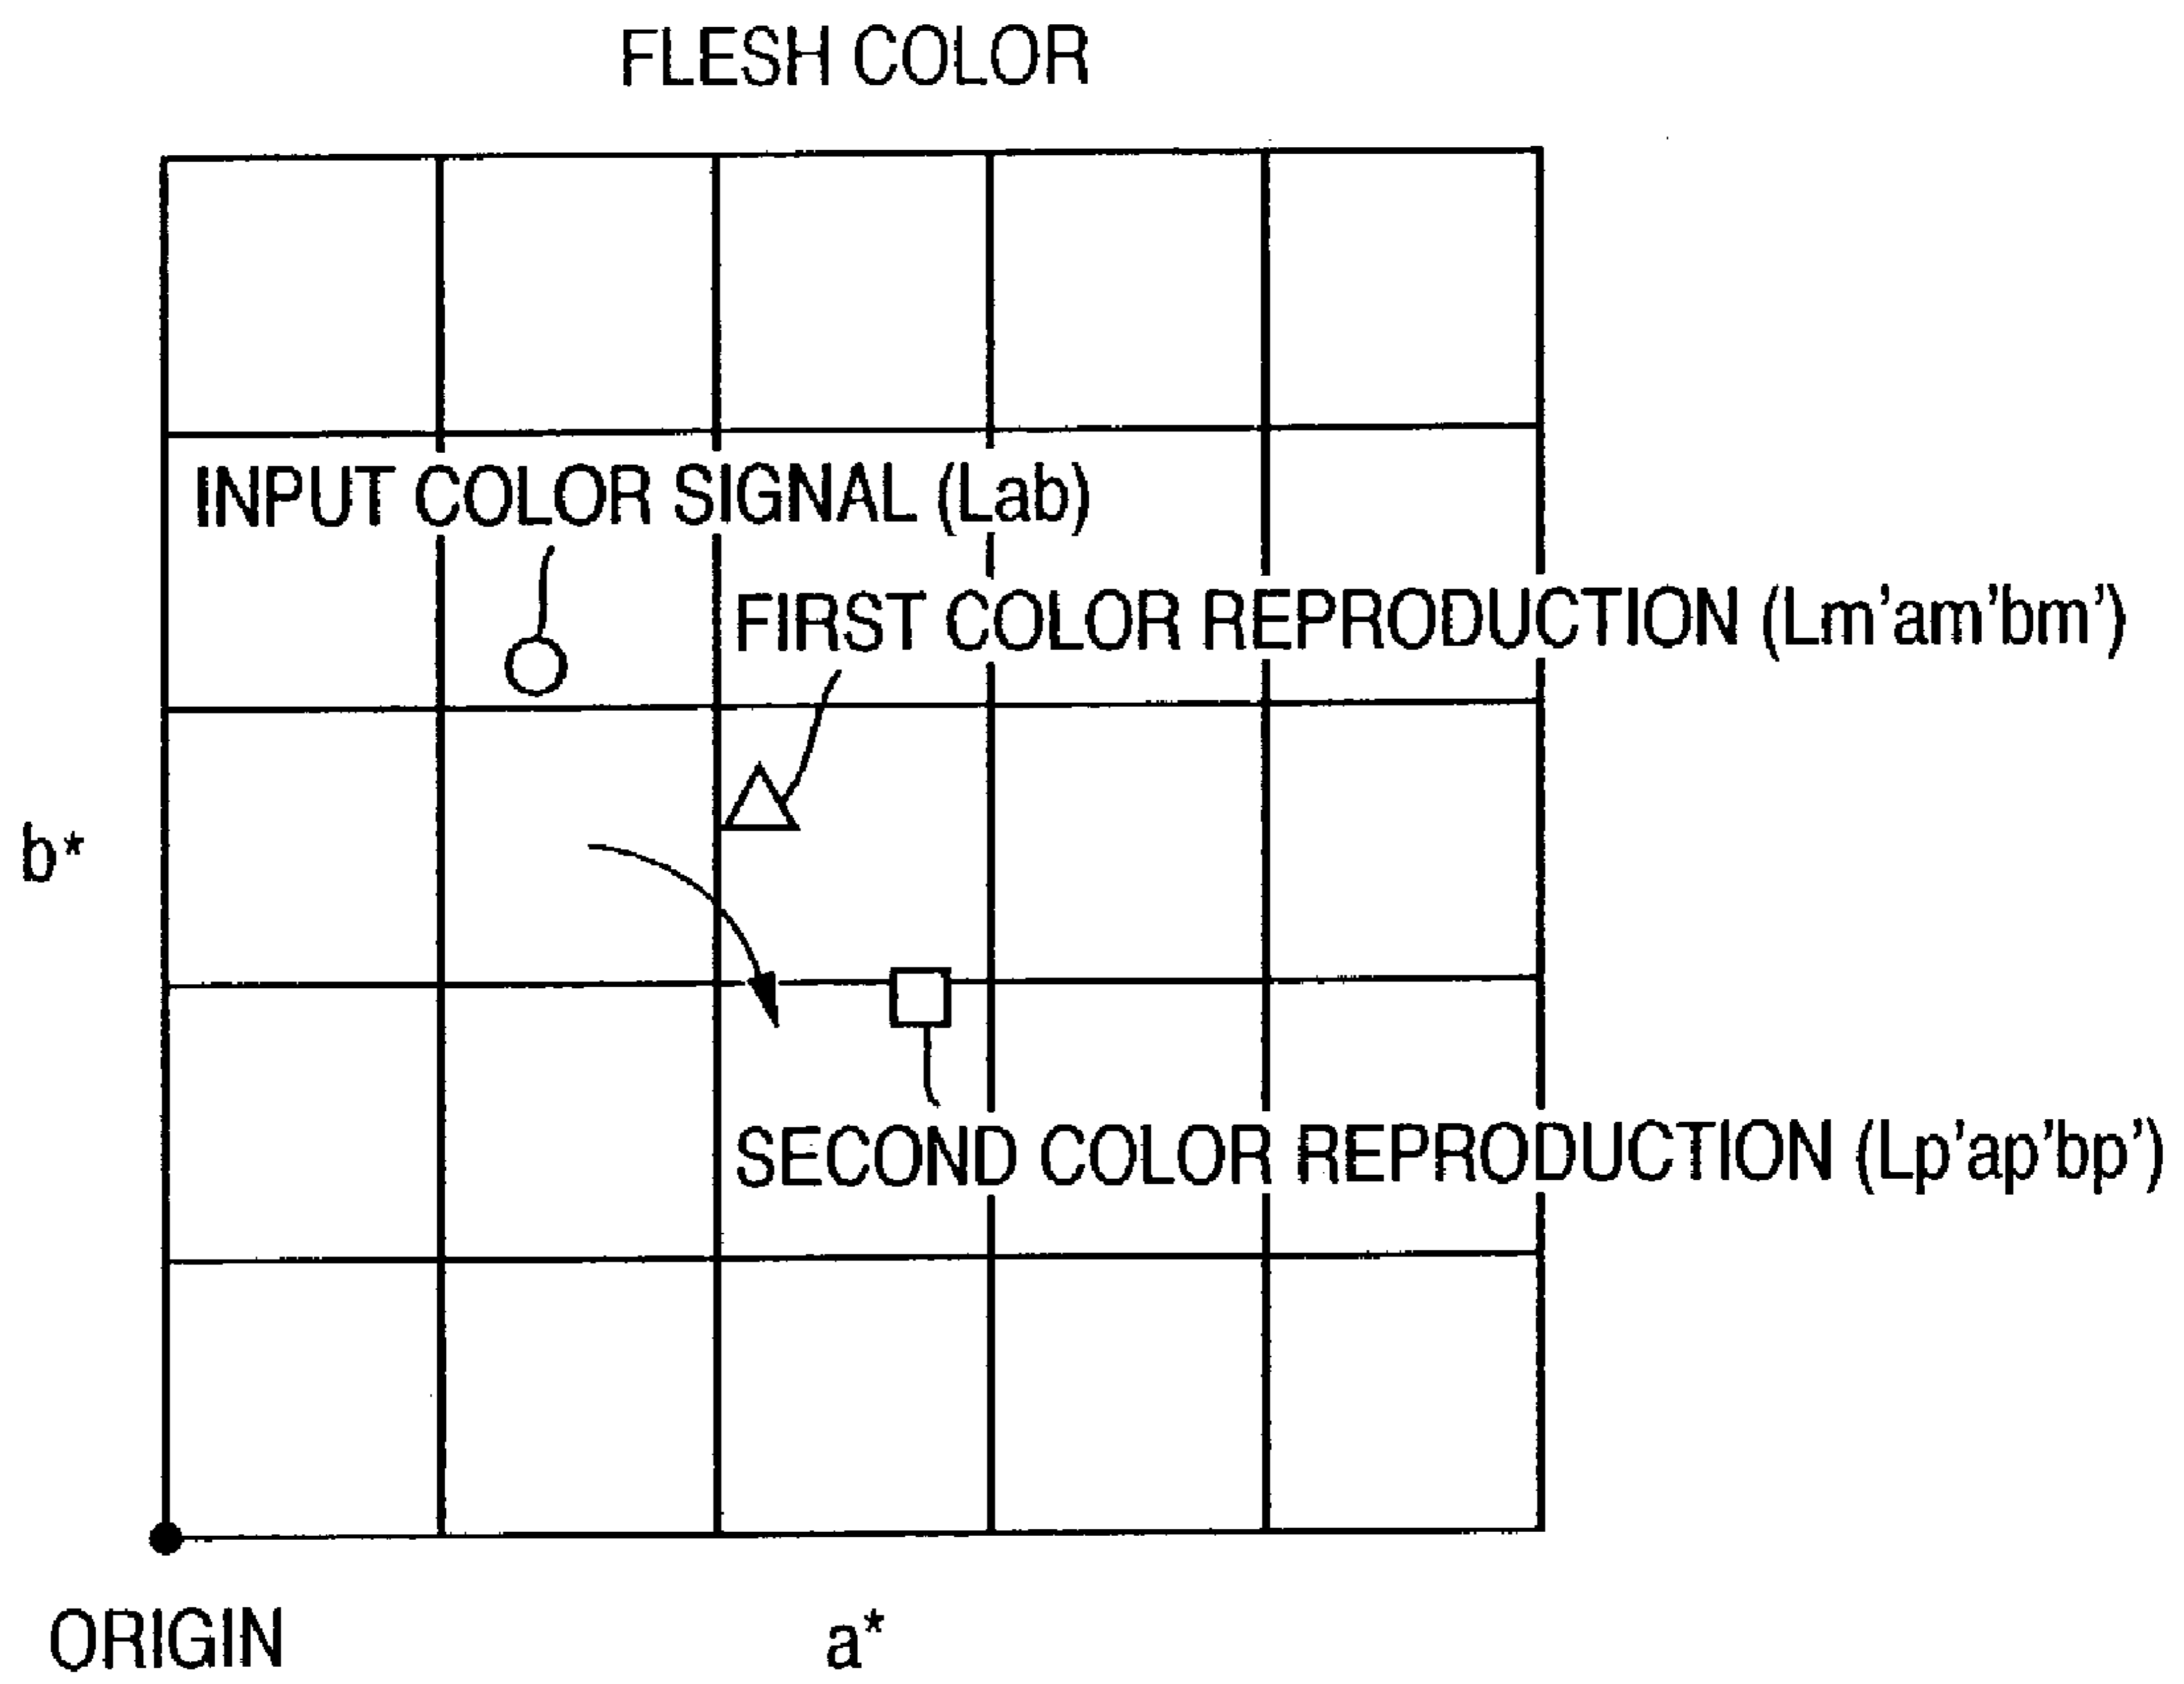 FLESH COLOR
INPUT COLOR SIGNAL (Lab)
FIRST COLOR REPRODUCTION (Lm’am’bm’)
b*
SECOND COLOR REPRODUCTION (Lp’ap’bp’)
ORIGIN
a*